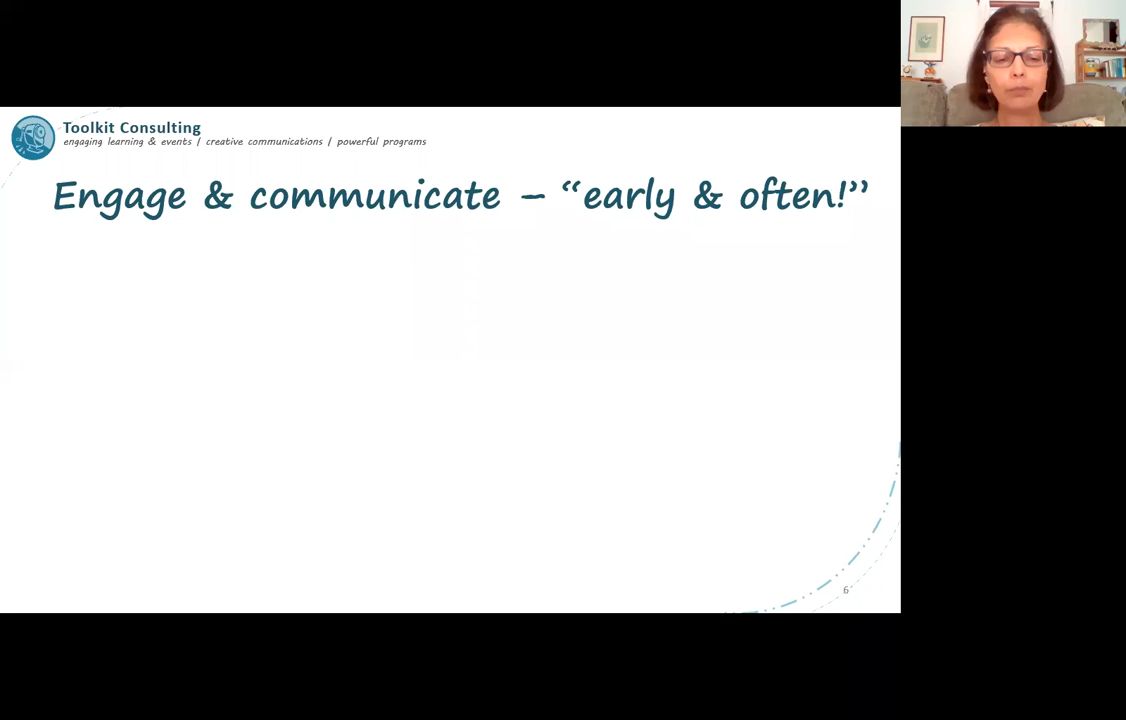 Toolkit Consulting
engaging learning & events / creative communications / powerful programs
Engage & communicate – “early & often!”
6